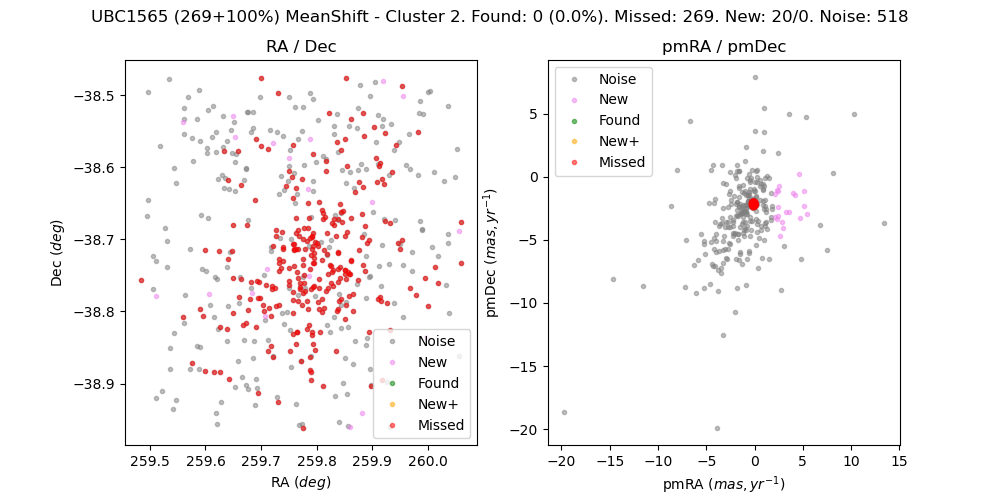 UBC1565 (269+100%) MeanShift - Cluster 2. Found: 0 (0.0%). Missed: 269. New: 20/0. Noise: 518
RA / Dec
−38.5
−38.6
−38.7
−38.8
−38.9
Dec (deg)
259.5 259.6 259.7 259.8 259.9 260.0
RA (deg)
Noise
New
Found
New+
Missed
pmRA / pmDec
5
0
−5
−10
−15
−20
pmDec (mas, yr⁻¹)
−20 −15 −10 −5 0 5 10 15
pmRA (mas, yr⁻¹)
Noise
New
Found
New+
Missed